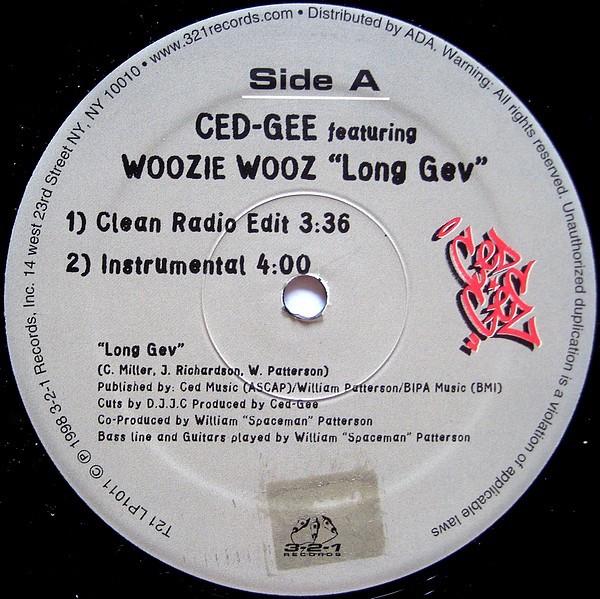 Side A
CED-GEE featuring
WOOZIE WOOZ "Long Gev"
1) Clean Radio Edit 3:36
2) Instrumental 4:00
"Long Gev"
(C. Miller, J. Richardson, W. Patterson)
Published by: Ced Music (ASCAP)/William Patterson/BIPA Music (BMI)
Cuts by D.J.J.C Produced by Ced-Gee
Co-Produced by William "Spaceman" Patterson
Bass line and Guitars played by William "Spaceman" Patterson
3-2-1
RECORDS
T21 LP1011 © ℗ 1998 3-2-1 Records, Inc. 14 west 23rd Street NY, NY 10010 • www.321records.com • Distributed by ADA. Warning: All rights reserved. Unauthorized duplication is a violation of applicable laws